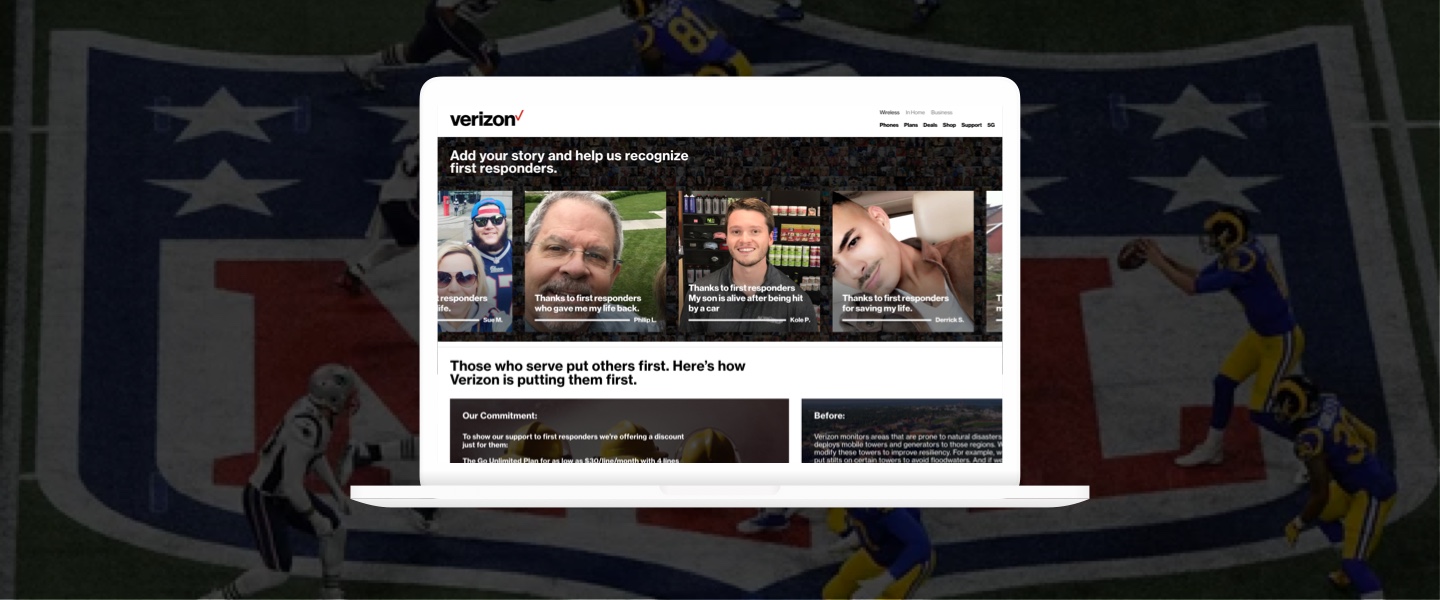 verizon
Wireless In Home Business
Phones Plans Deals Shop Support 5G
Add your story and help us recognize
first responders.
responders
life.
Sue M.
Thanks to first responders
who gave me my life back.
Philip L.
Thanks to first responders
My son is alive after being hit
by a car
Kole P.
Thanks to first responders
for saving my life.
Derrick S.
T
m
Those who serve put others first. Here's how
Verizon is putting them first.
Our Commitment:
To show our support to first responders we're offering a discount
just for them:
The Go Unlimited Plan for as low as $30/line/month with 4 lines
Before:
Verizon monitors areas that are prone to natural disasters
deploys mobile towers and generators to those regions. W
modify these towers to improve resiliency. For example, w
put stilts on certain towers to avoid floodwaters. And if we
81